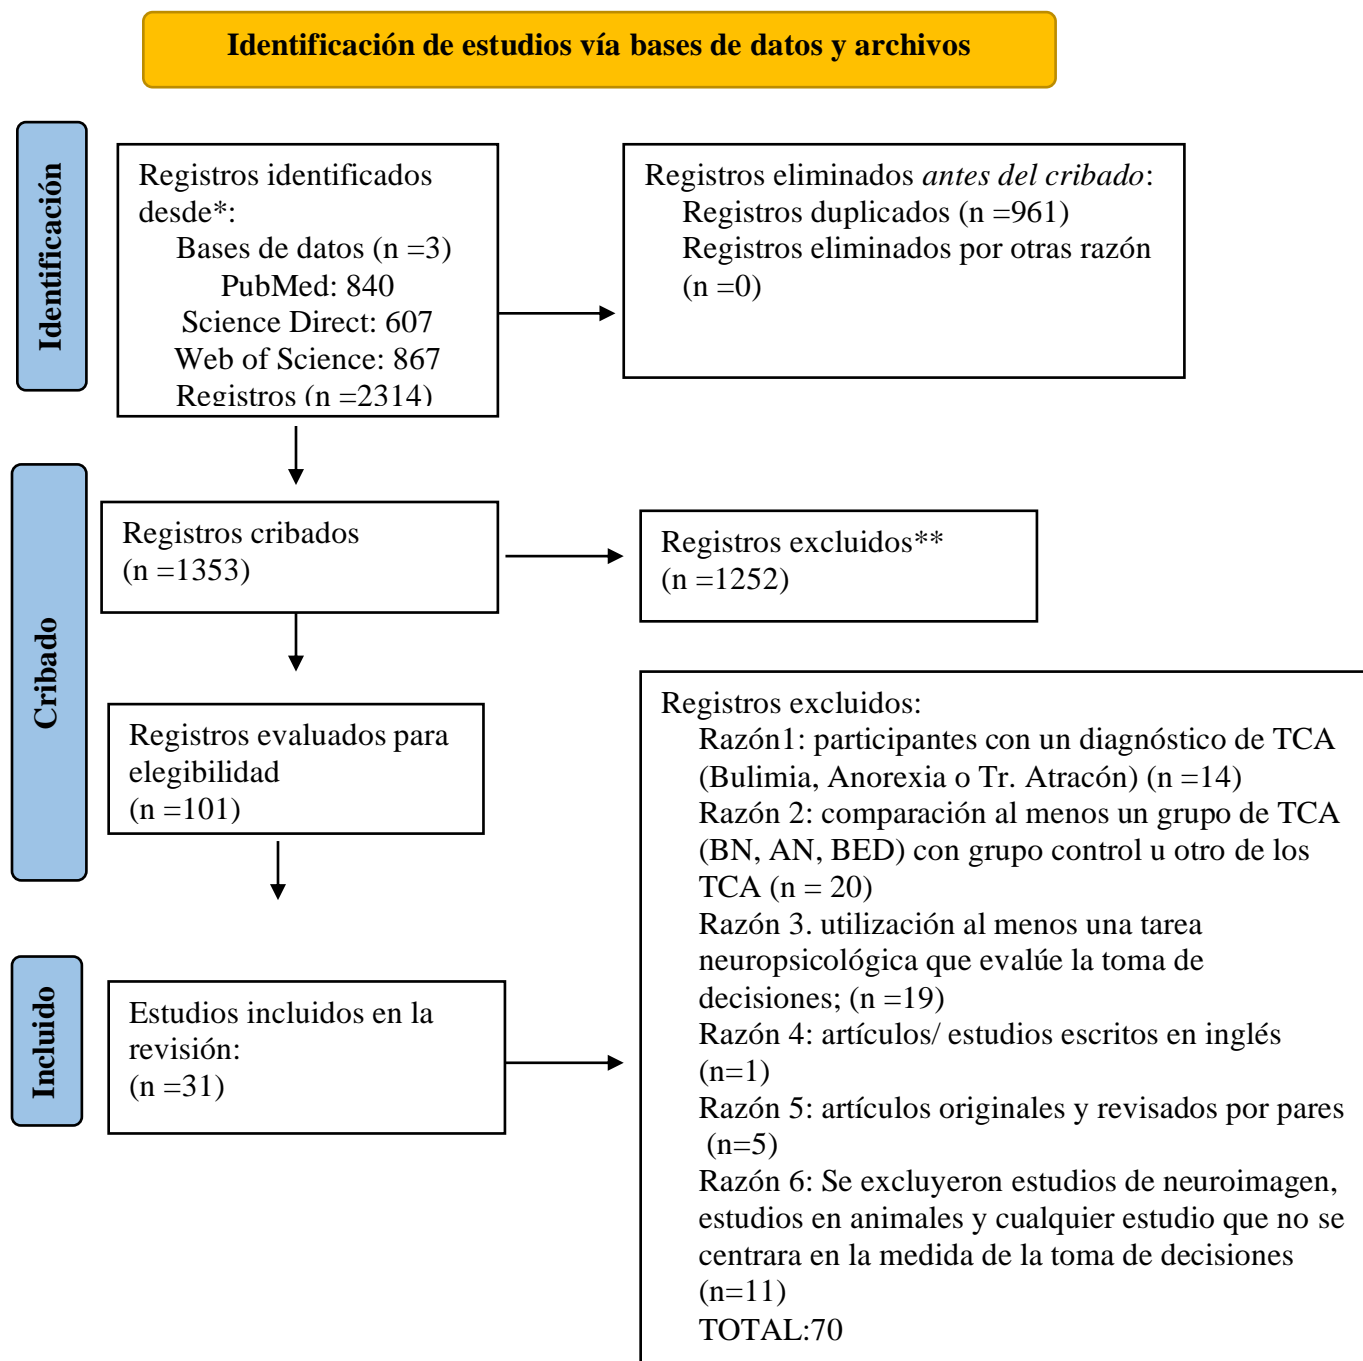 Identificación de estudios vía bases de datos y archivos
Identificación
Registros identificados
desde*:
Bases de datos (n =3)
PubMed: 840
Science Direct: 607
Web of Science: 867
Registros (n =2314)
Registros eliminados antes del cribado:
Registros duplicados (n =961)
Registros eliminados por otras razón
(n =0)
Cribado
Registros cribados
(n =1353)
Registros excluidos**
(n =1252)
Registros evaluados para
elegibilidad
(n =101)
Registros excluidos:
Razón1: participantes con un diagnóstico de TCA
(Bulimia, Anorexia o Tr. Atracón) (n =14)
Razón 2: comparación al menos un grupo de TCA
(BN, AN, BED) con grupo control u otro de los
TCA (n = 20)
Razón 3. utilización al menos una tarea
neuropsicológica que evalúe la toma de
decisiones; (n =19)
Razón 4: artículos/ estudios escritos en inglés
(n=1)
Razón 5: artículos originales y revisados por pares
(n=5)
Razón 6: Se excluyeron estudios de neuroimagen,
estudios en animales y cualquier estudio que no se
centrara en la medida de la toma de decisiones
(n=11)
TOTAL:70
Incluido
Estudios incluidos en la
revisión:
(n =31)